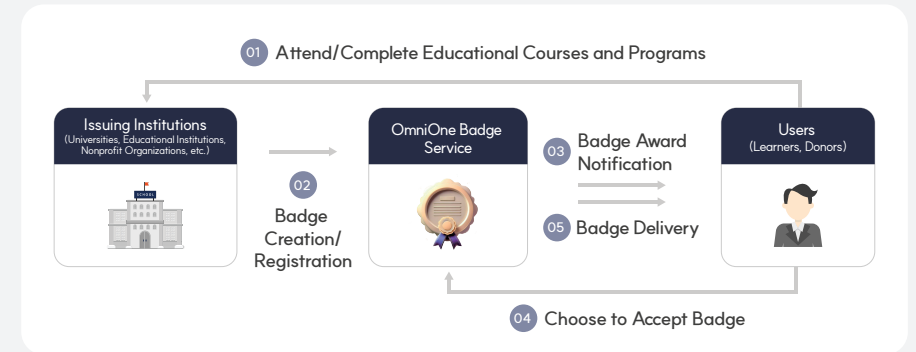 01 Attend/Complete Educational Courses and Programs
Issuing Institutions
(Universities, Educational Institutions,
Nonprofit Organizations, etc.)
SCHOOL
02
Badge
Creation/
Registration
OmniOne Badge
Service
03 Badge Award
Notification
05 Badge Delivery
Users
(Learners, Donors)
04 Choose to Accept Badge